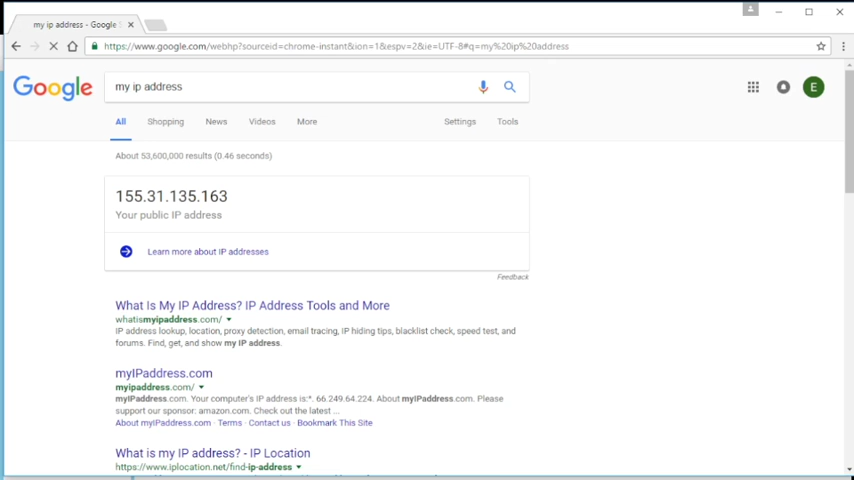 my ip address - Google S
https://www.google.com/webhp?sourceid=chrome-instant&ion=1&espv=2&ie=UTF-8#q=my%20ip%20address
Google
my ip address
E
All Shopping News Videos More Settings Tools
About 53,600,000 results (0.46 seconds)
155.31.135.163
Your public IP address
Learn more about IP addresses
Feedback
What Is My IP Address? IP Address Tools and More
whatismyipaddress.com/
IP address lookup, location, proxy detection, email tracing, IP hiding tips, blacklist check, speed test, and
forums. Find, get, and show my IP address.
myIPaddress.com
myipaddress.com/
myIPaddress.com. Your computer's IP address is:*. 66.249.64.224. About myIPaddress.com. Please
support our sponsor: amazon.com. Check out the latest ...
About myIPaddress.com · Terms · Contact us · Bookmark This Site
What is my IP address? - IP Location
https://www.iplocation.net/find-ip-address